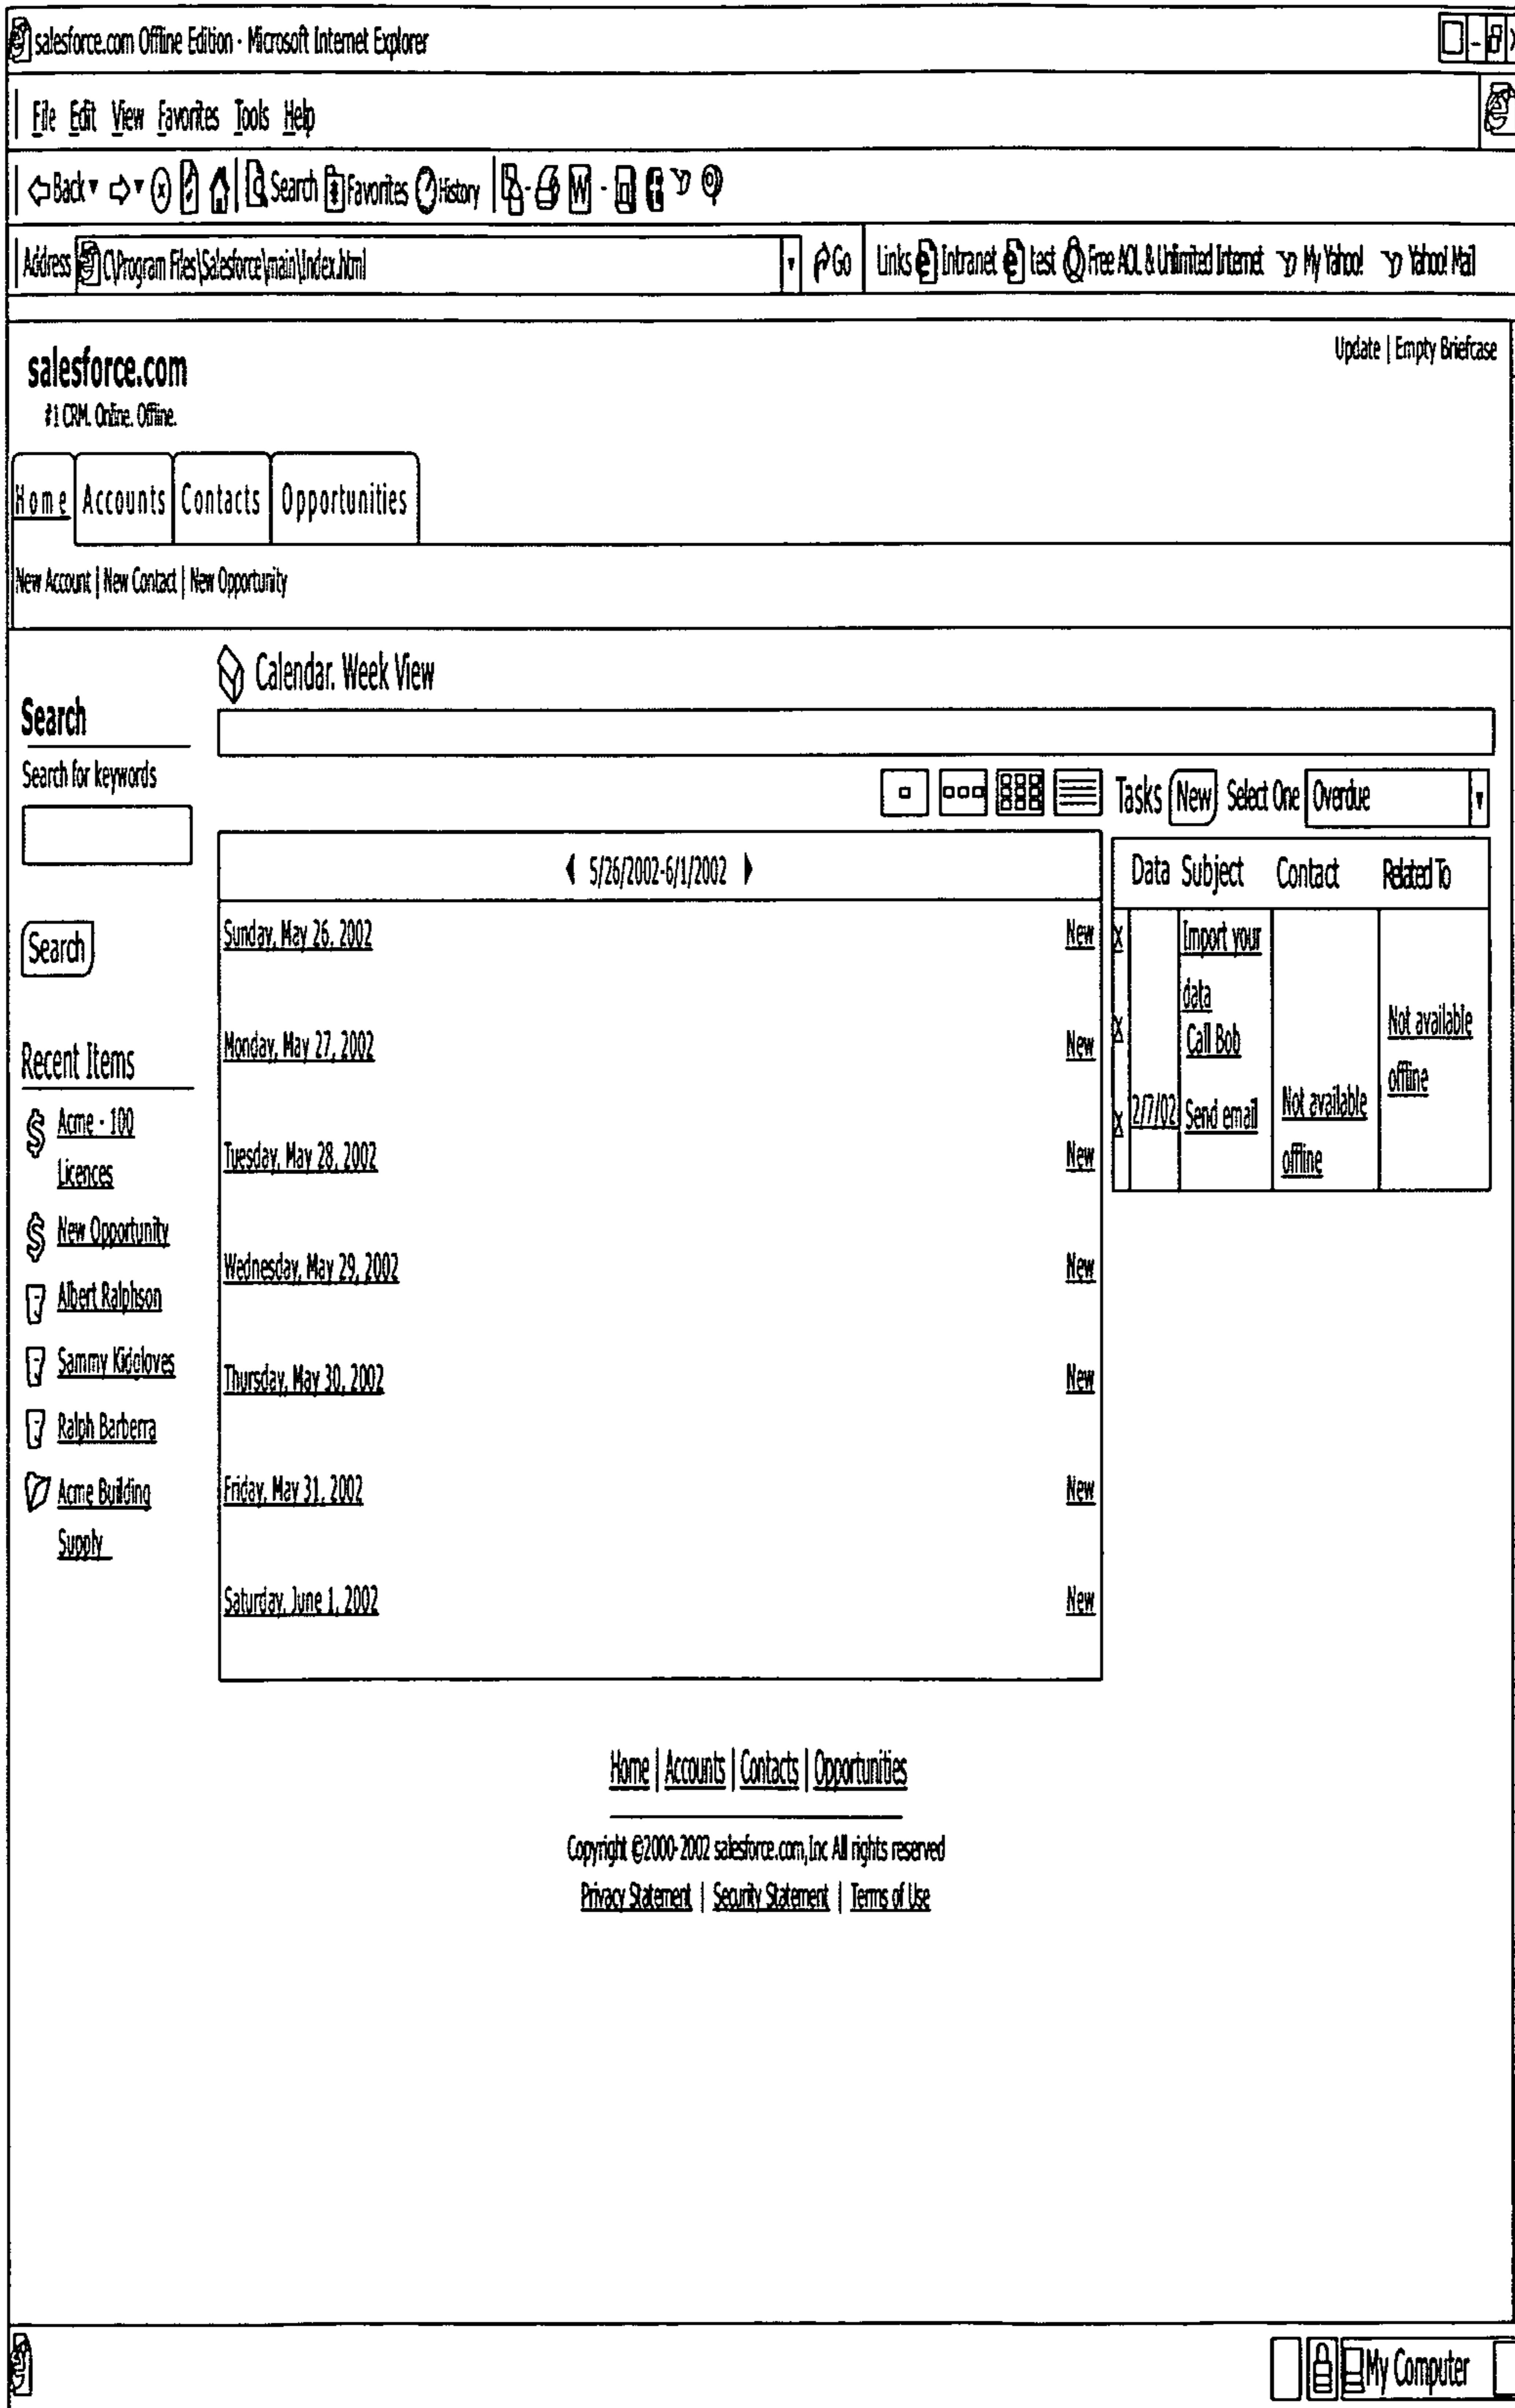 salesforce.com Offline Edition - Microsoft Internet Explorer
File Edit View Favorites Tools Help
Back Search Favorites History W
Address C:\Program Files\Salesforce\main\Index.html Go Links Intranet test Free AOL & Unlimited Internet My Yahoo! Yahoo! Mail
Update | Empty Briefcase
salesforce.com
#1 CRM. Online. Offline.
Home Accounts Contacts Opportunities
New Account | New Contact | New Opportunity
Calendar. Week View
Search
Search for keywords
Search
Recent Items
Acme - 100
Licences
New Opportunity
Albert Ralphson
Sammy Kidgloves
Ralph Barberra
Acme Building
Supply
5/26/2002-6/1/2002
Sunday, May 26, 2002 New
Monday, May 27, 2002 New
Tuesday, May 28, 2002 New
Wednesday, May 29, 2002 New
Thursday, May 30, 2002 New
Friday, May 31, 2002 New
Saturday, June 1, 2002 New
Tasks New Select One Overdue
Data Subject Contact Related To
X Import your
data
X Call Bob Not available
offline
X 2/7/02 Send email Not available
offline
Home | Accounts | Contacts | Opportunities
Copyright ©2000-2002 salesforce.com,Inc All rights reserved
Privacy Statement | Security Statement | Terms of Use
My Computer